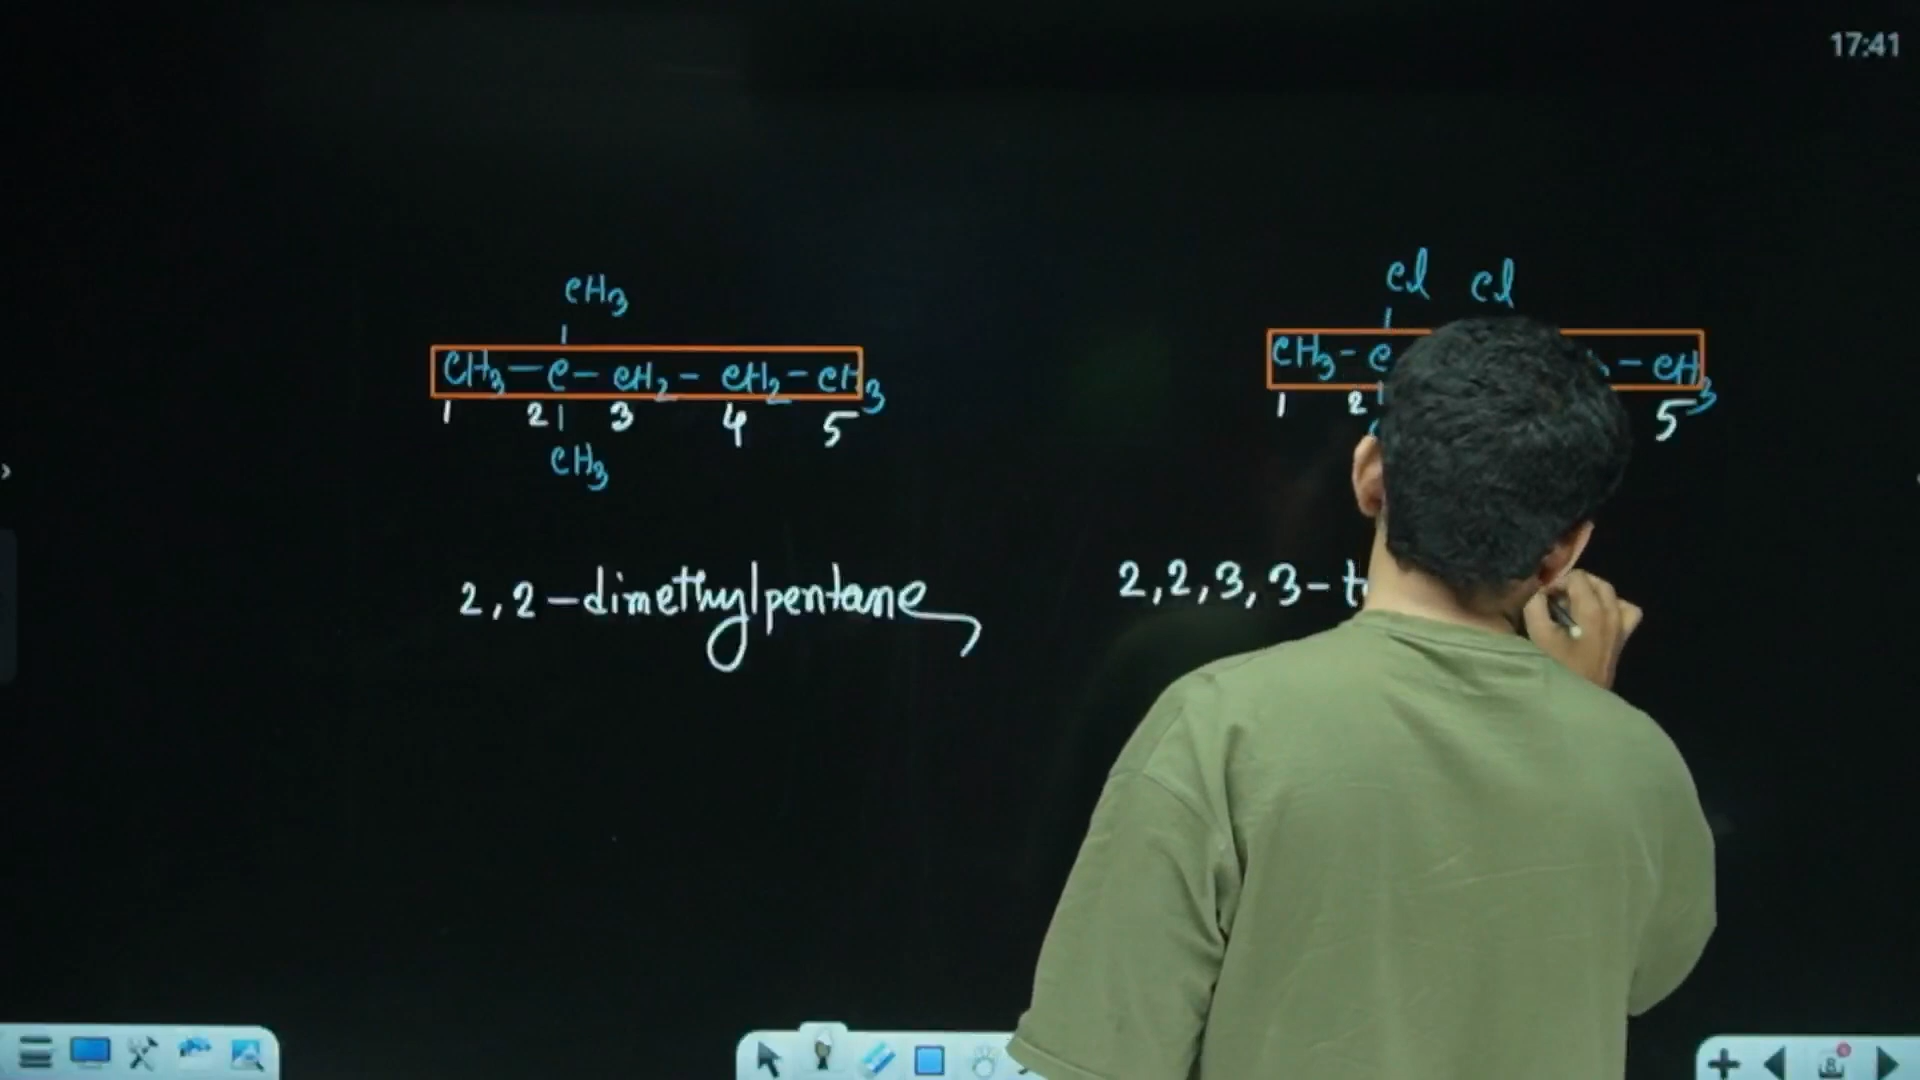 17:41
CH3
CH3-C-CH2-CH2-CH3
1 2 3 4 5
CH3
2,2-dimethylpentane
Cl Cl
CH3-C -CH3
1 2 5
2,2,3,3-t